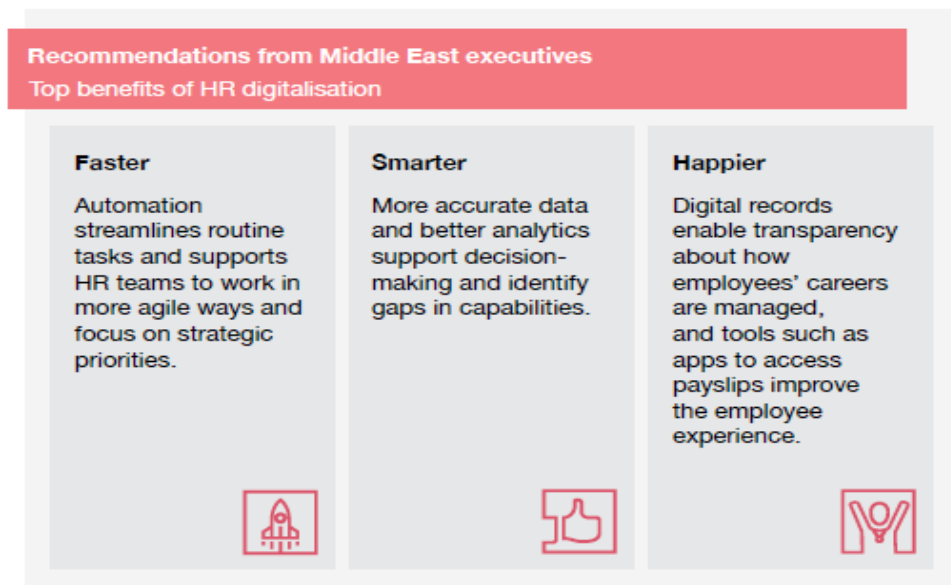 Recommendations from Middle East executives
Top benefits of HR digitalisation
Faster
Automation
streamlines routine
tasks and supports
HR teams to work in
more agile ways and
focus on strategic
priorities.
Smarter
More accurate data
and better analytics
support decision-
making and identify
gaps in capabilities.
Happier
Digital records
enable transparency
about how
employees’ careers
are managed,
and tools such as
apps to access
payslips improve
the employee
experience.